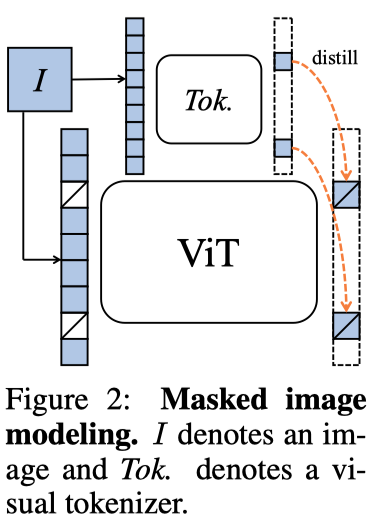 I
Tok.
distill
ViT
Figure 2: Masked image
modeling. I denotes an im-
age and Tok. denotes a vi-
sual tokenizer.